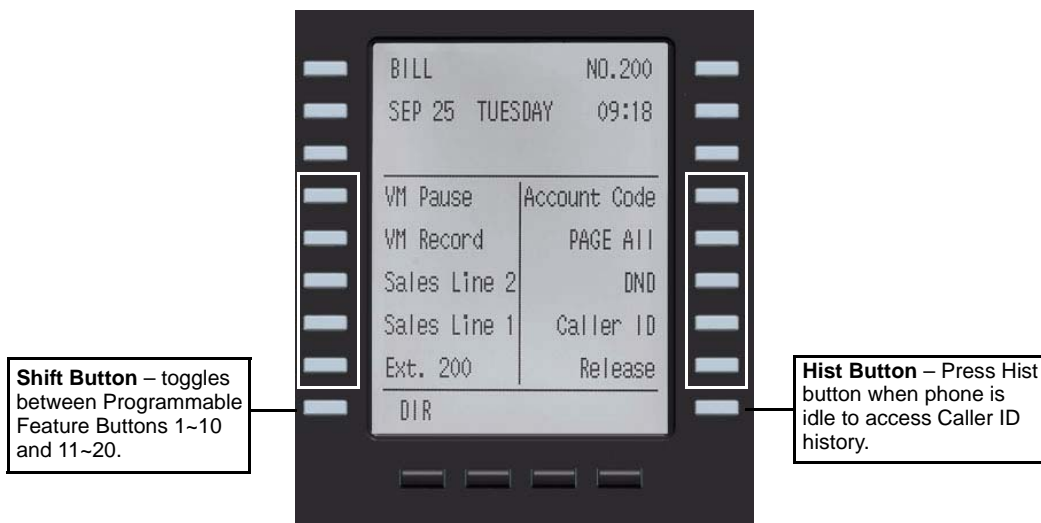 BILL NO.200
SEP 25 TUESDAY 09:18
VM Pause Account Code
VM Record PAGE All
Sales Line 2 DND
Sales Line 1 Caller ID
Ext. 200 Release
DIR
Shift Button – toggles
between Programmable
Feature Buttons 1~10
and 11~20.
Hist Button – Press Hist
button when phone is
idle to access Caller ID
history.